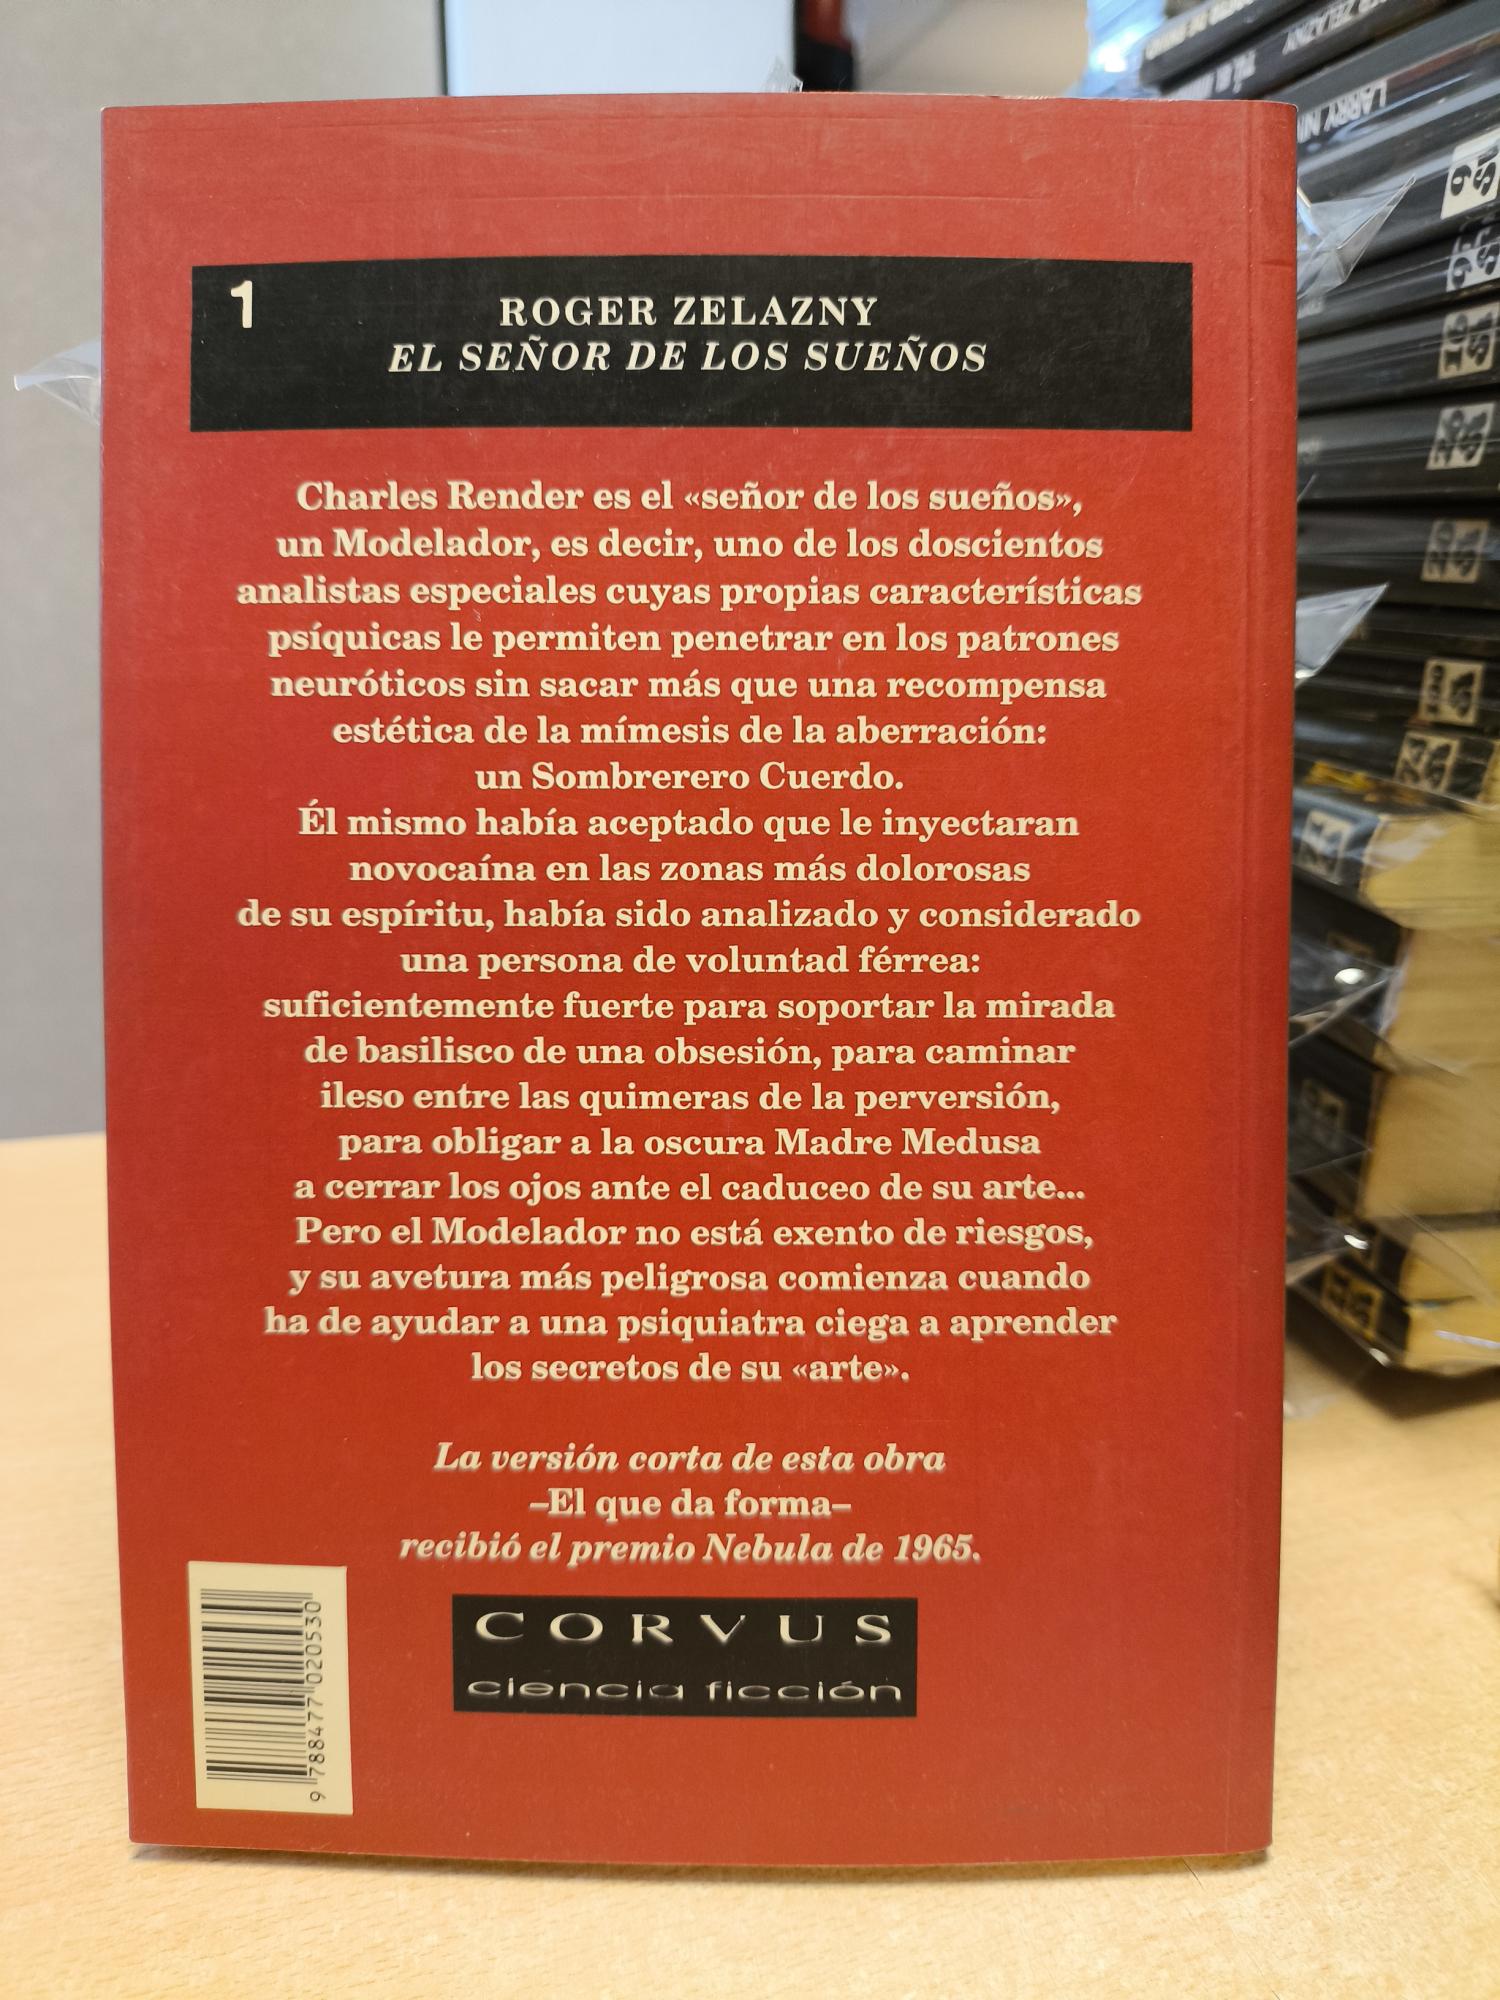 1
ROGER ZELAZNY
EL SEÑOR DE LOS SUEÑOS
Charles Render es el «señor de los sueños»,
un Modelador, es decir, uno de los doscientos
analistas especiales cuyas propias características
psíquicas le permiten penetrar en los patrones
neuróticos sin sacar más que una recompensa
estética de la mímesis de la aberración:
un Sombrerero Cuerdo.
Él mismo había aceptado que le inyectaran
novocaína en las zonas más dolorosas
de su espíritu, había sido analizado y considerado
una persona de voluntad férrea:
suficientemente fuerte para soportar la mirada
de basilisco de una obsesión, para caminar
ileso entre las quimeras de la perversión,
para obligar a la oscura Madre Medusa
a cerrar los ojos ante el caduceo de su arte...
Pero el Modelador no está exento de riesgos,
y su avetura más peligrosa comienza cuando
ha de ayudar a una psiquiatra ciega a aprender
los secretos de su «arte».
La versión corta de esta obra
–El que da forma–
recibió el premio Nebula de 1965.
CORVUS
ciencia ficción
9 788477 020530
ZELAZNY
LARRY